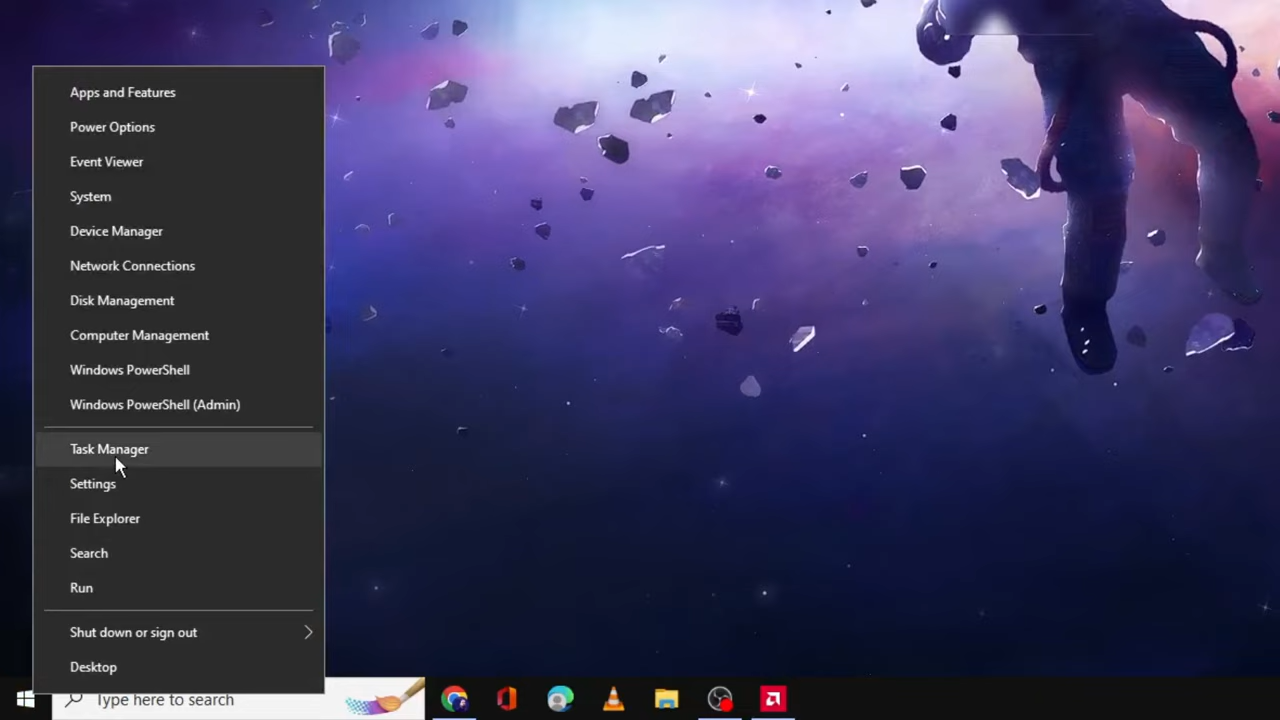 Apps and Features
Power Options
Event Viewer
System
Device Manager
Network Connections
Disk Management
Computer Management
Windows PowerShell
Windows PowerShell (Admin)
Task Manager
Settings
File Explorer
Search
Run
Shut down or sign out
Desktop
Type here to search